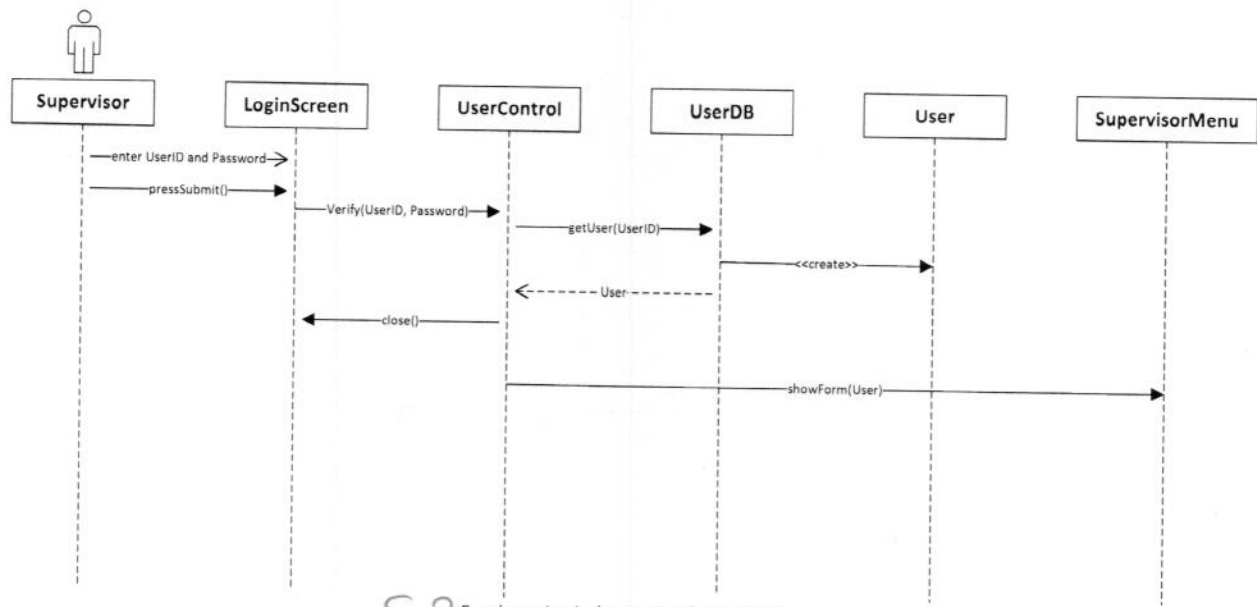 Supervisor
LoginScreen
UserControl
UserDB
User
SupervisorMenu
enter UserID and Password
pressSubmit()
Verify(UserID, Password)
getUser(UserID)
<<create>>
User
close()
showForm(User)